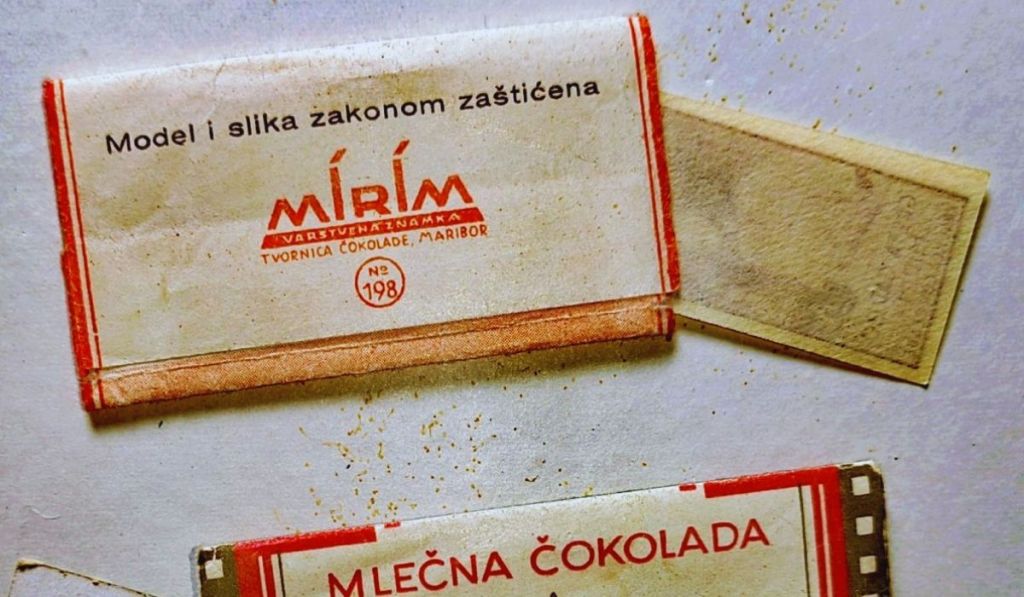 Model i slika zakonom zaštićena
MÍRÍM
VARSTVENA ZNAMKA
TVORNICA ČOKOLADE, MARIBOR
Nº
198
MLEČNA ČOKOLADA